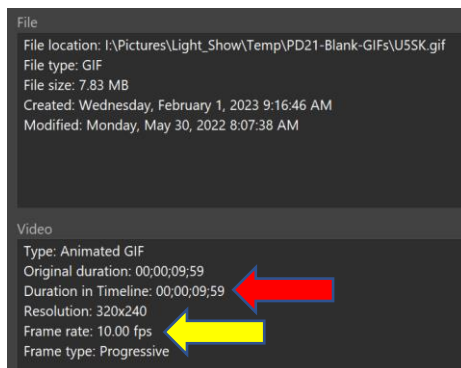 File
File location: I:\Pictures\Light_Show\Temp\PD21-Blank-GIFs\U5SK.gif
File type: GIF
File size: 7.83 MB
Created: Wednesday, February 1, 2023 9:16:46 AM
Modified: Monday, May 30, 2022 8:07:38 AM
Video
Type: Animated GIF
Original duration: 00;00;09;59
Duration in Timeline: 00;00;09;59
Resolution: 320x240
Frame rate: 10.00 fps
Frame type: Progressive